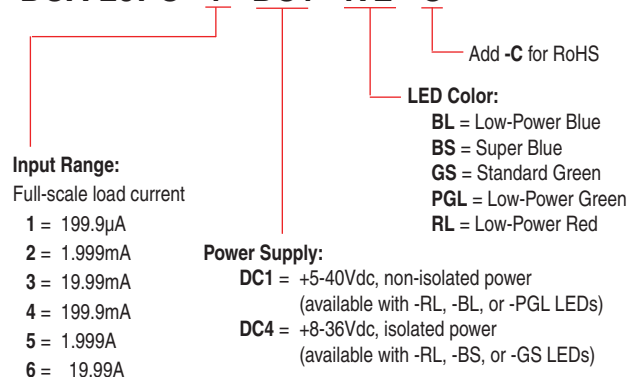 Add -C for RoHS
LED Color:
BL = Low-Power Blue
BS = Super Blue
GS = Standard Green
PGL = Low-Power Green
RL = Low-Power Red
Input Range:
Full-scale load current
1 = 199.9µA
2 = 1.999mA
3 = 19.99mA
4 = 199.9mA
5 = 1.999A
6 = 19.99A
Power Supply:
DC1 = +5-40Vdc, non-isolated power
(available with -RL, -BL, or -PGL LEDs)
DC4 = +8-36Vdc, isolated power
(available with -RL, -BS, or -GS LEDs)